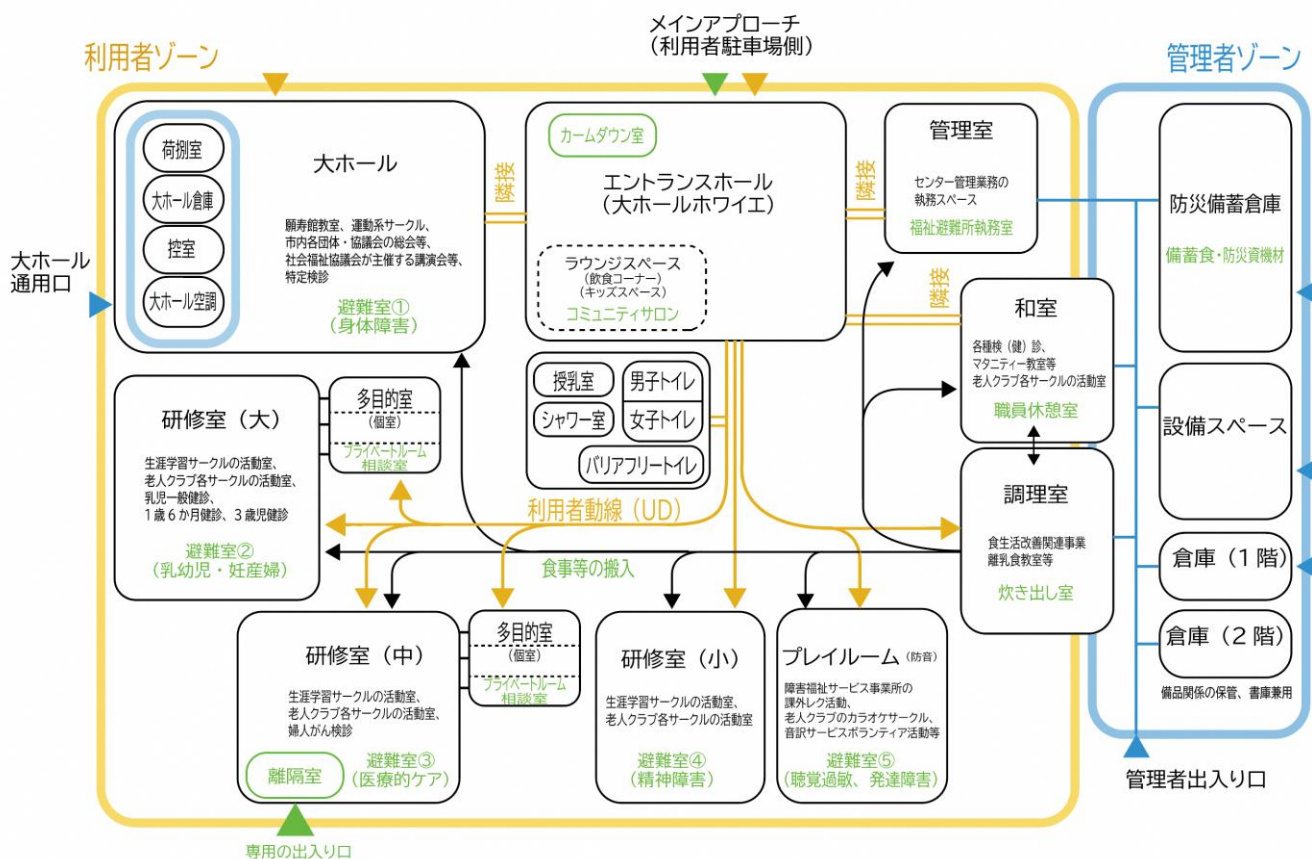 メインアプローチ
（利用者駐車場側）
利用者ゾーン
管理者ゾーン
荷捌室
大ホール倉庫
控室
大ホール空調
大ホール
願寿館教室、運動系サークル、
市内各団体・協議会の総会等、
社会福祉協議会が主催する講演会等、
特定検診
避難室①
（身体障害）
大ホール
通用口
隣接
カームダウン室
エントランスホール
（大ホールホワイエ）
ラウンジスペース
（飲食コーナー）
（キッズスペース）
コミュニティサロン
隣接
管理室
センター管理業務の
執務スペース
福祉避難所執務室
隣接
和室
各種検（健）診、
マタニティー教室等
老人クラブ各サークルの活動室
職員休憩室
防災備蓄倉庫
備蓄食・防災資機材
設備スペース
倉庫（１階）
倉庫（２階）
備品関係の保管、書庫兼用
管理者出入り口
授乳室
シャワー室
男子トイレ
女子トイレ
バリアフリートイレ
研修室（大）
生涯学習サークルの活動室、
老人クラブ各サークルの活動室、
乳児一般健診、
１歳６か月健診、３歳児健診
避難室②
（乳幼児・妊産婦）
多目的室
（個室）
プライベートルーム
相談室
利用者動線（UD）
食事等の搬入
調理室
食生活改善関連事業
離乳食教室等
炊き出し室
研修室（中）
生涯学習サークルの活動室、
老人クラブ各サークルの活動室、
婦人がん検診
避難室③
（医療的ケア）
離隔室
専用の出入り口
多目的室
（個室）
プライベートルーム
相談室
研修室（小）
生涯学習サークルの活動室、
老人クラブ各サークルの活動室
避難室④
（精神障害）
プレイルーム（防音）
障害福祉サービス事業所の
課外レク活動、
老人クラブのカラオケサークル、
音訳サービスボランティア活動等
避難室⑤
（聴覚過敏、発達障害）